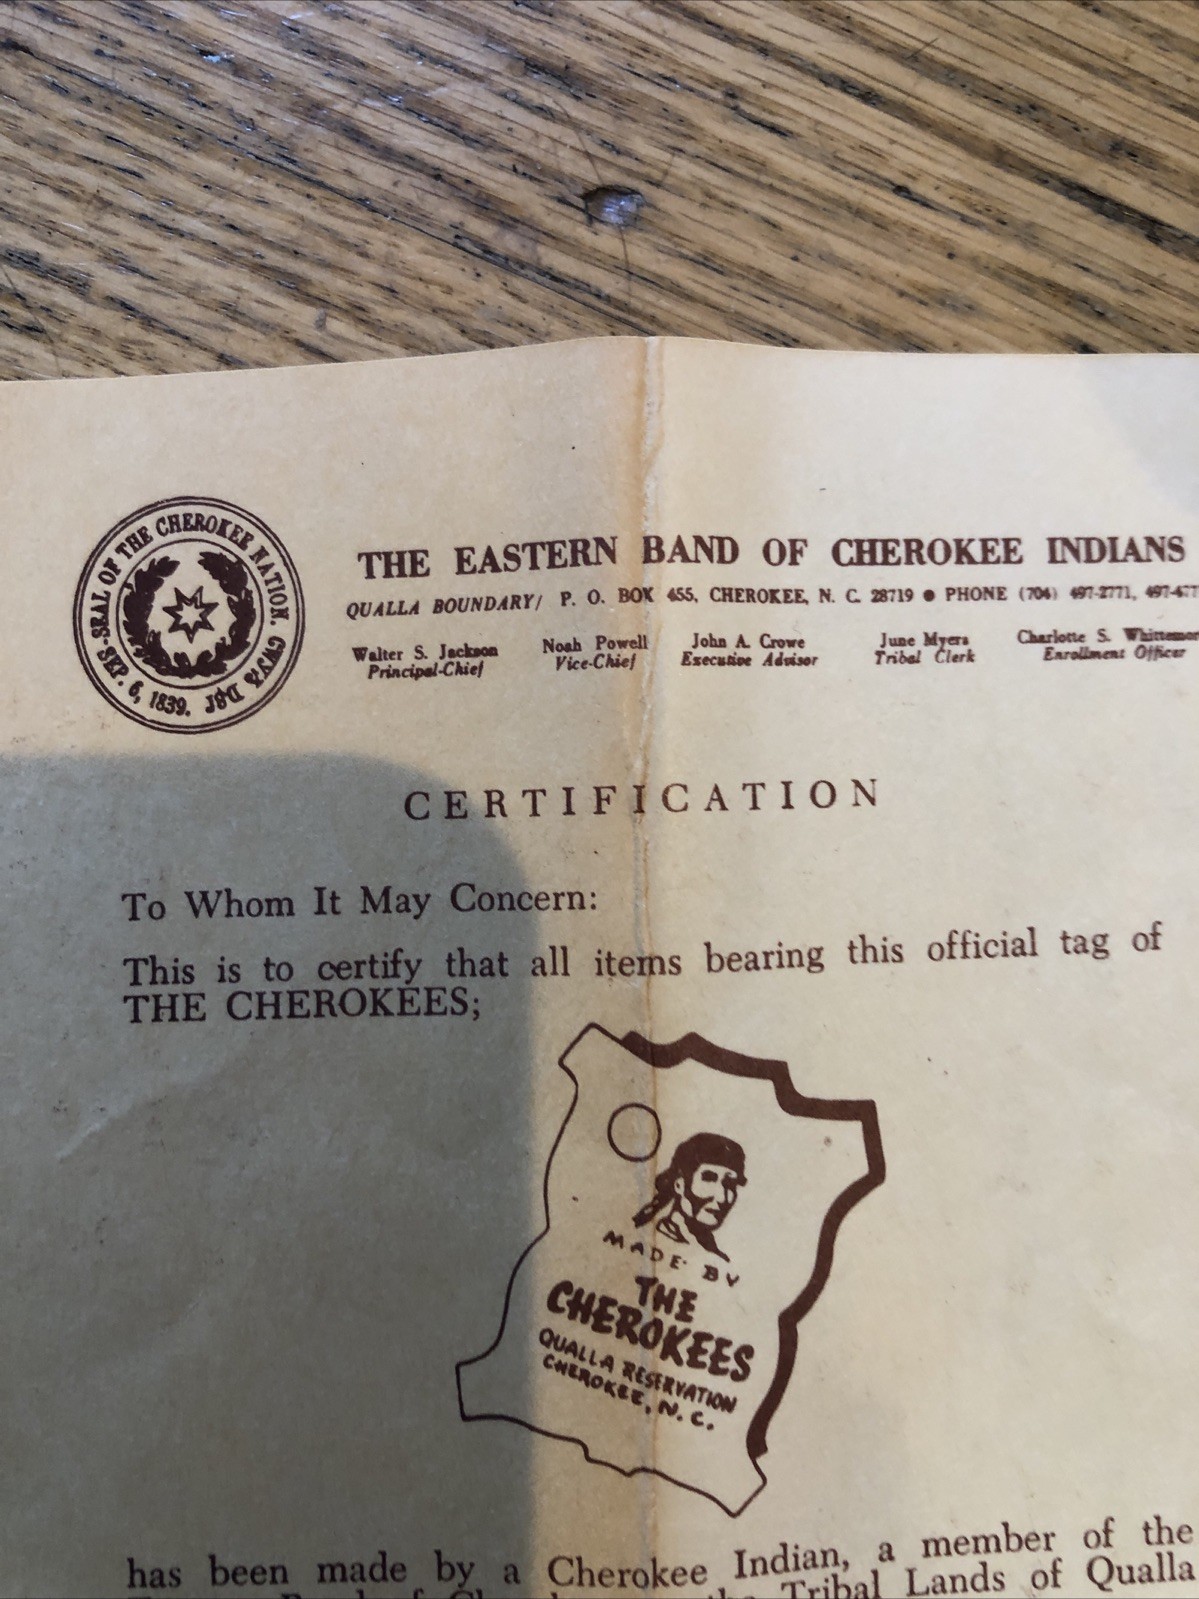 SEAL OF THE CHEROKEE NATION.
SEP. 6, 1839.
THE EASTERN BAND OF CHEROKEE INDIANS
QUALLA BOUNDARY/ P. O. BOX 455, CHEROKEE, N. C. 28719 ● PHONE (704) 497-2771, 497-477
Walter S. Jackson Noah Powell John A. Crowe June Myers Charlotte S. Whittemor
Principal-Chief Vice-Chief Executive Advisor Tribal Clerk Enrollment Officer
CERTIFICATION
To Whom It May Concern:
This is to certify that all items bearing this official tag of
THE CHEROKEES;
MADE BY
THE
CHEROKEES
QUALLA RESERVATION
CHEROKEE, N. C.
has been made by a Cherokee Indian, a member of the
Tribal Lands of Qualla